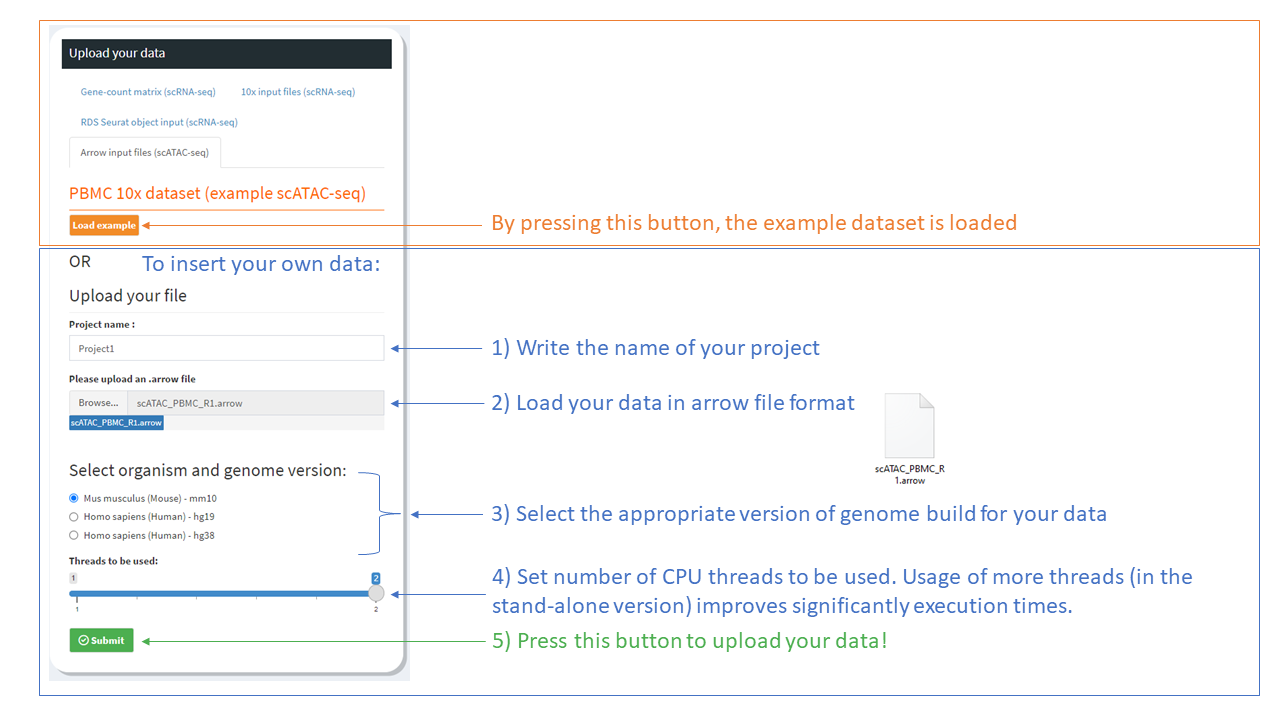 Upload your data
Gene-count matrix (scRNA-seq) 10x input files (scRNA-seq)
RDS Seurat object input (scRNA-seq)
Arrow input files (scATAC-seq)
PBMC 10x dataset (example scATAC-seq)
Load example
By pressing this button, the example dataset is loaded
OR
To insert your own data:
Upload your file
Project name :
Project1
1) Write the name of your project
Please upload an .arrow file
Browse... scATAC_PBMC_R1.arrow
scATAC_PBMC_R1.arrow
2) Load your data in arrow file format
scATAC_PBMC_R
1.arrow
Select organism and genome version:
Mus musculus (Mouse) - mm10
Homo sapiens (Human) - hg19
Homo sapiens (Human) - hg38
3) Select the appropriate version of genome build for your data
Threads to be used:
1 2
1 2
4) Set number of CPU threads to be used. Usage of more threads (in the
stand-alone version) improves significantly execution times.
Submit
5) Press this button to upload your data!